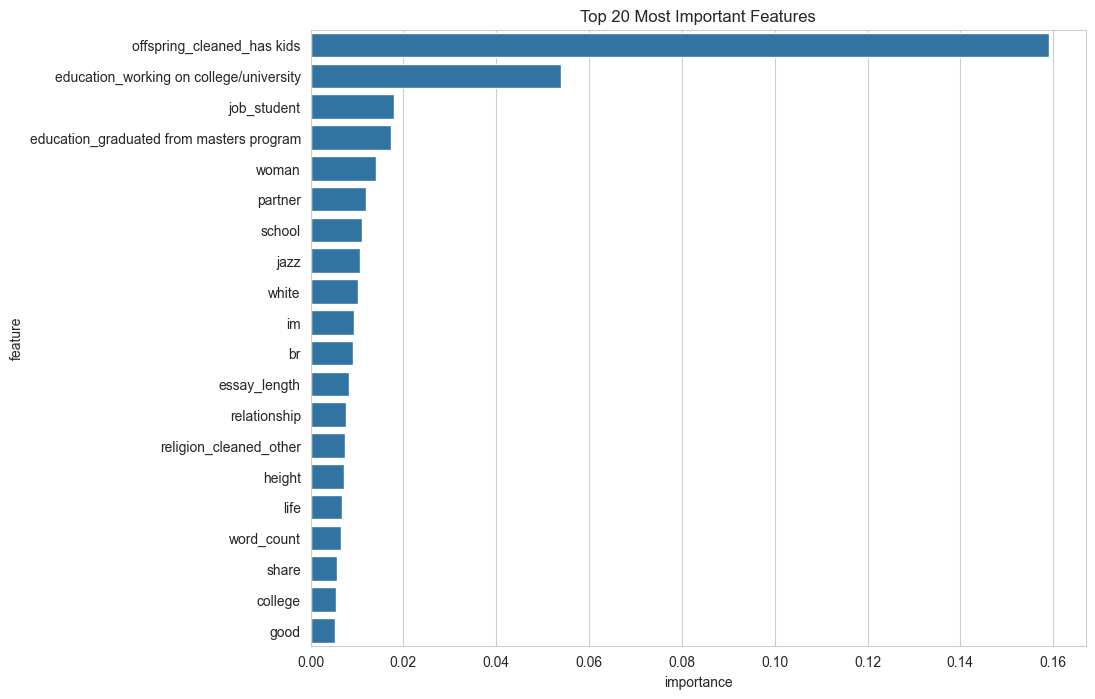 Top 20 Most Important Features
offspring_cleaned_has kids
education_working on college/university
job_student
education_graduated from masters program
woman
partner
school
jazz
white
im
br
essay_length
relationship
religion_cleaned_other
height
life
word_count
share
college
good
feature
0.00 0.02 0.04 0.06 0.08 0.10 0.12 0.14 0.16
importance